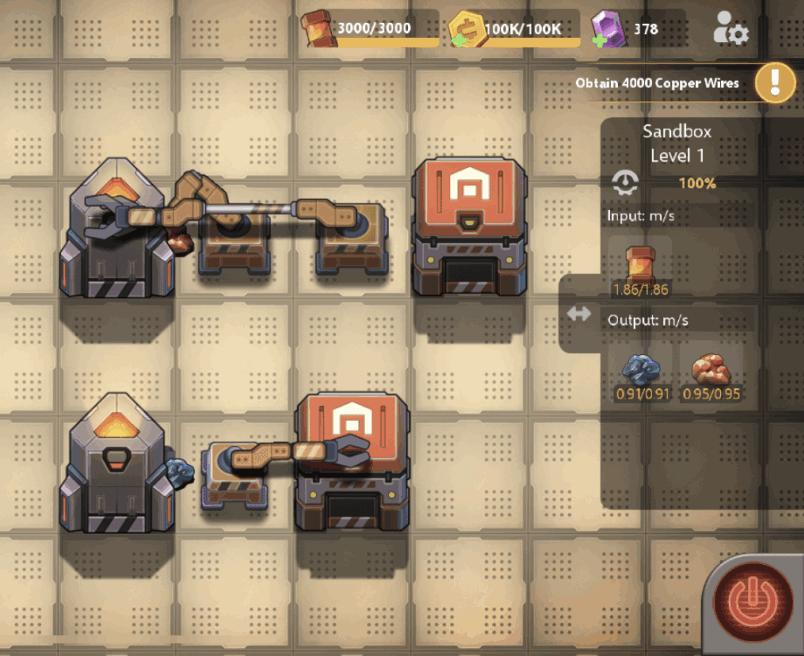 3000/3000
100K/100K
378
Obtain 4000 Copper Wires
Sandbox
Level 1
100%
Input: m/s
1.86/1.86
Output: m/s
0.91/0.91
0.95/0.95